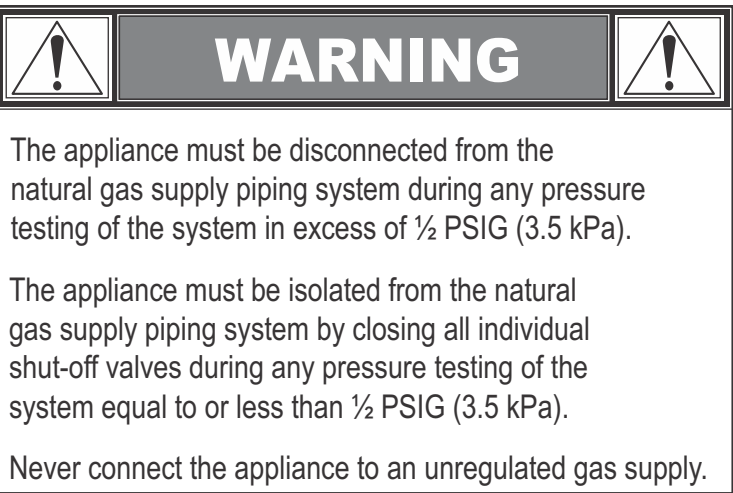 WARNING
The appliance must be disconnected from the
natural gas supply piping system during any pressure
testing of the system in excess of ½ PSIG (3.5 kPa).
The appliance must be isolated from the natural
gas supply piping system by closing all individual
shut-off valves during any pressure testing of the
system equal to or less than ½ PSIG (3.5 kPa).
Never connect the appliance to an unregulated gas supply.